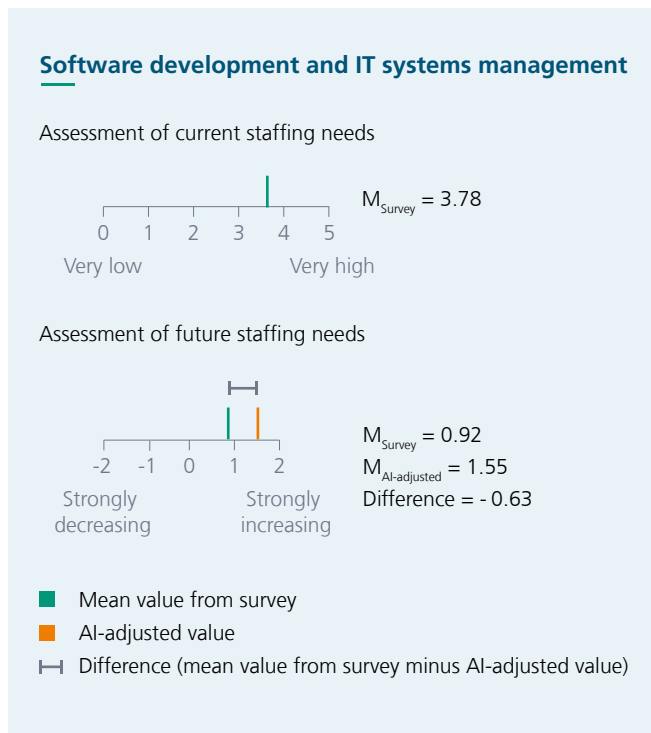 Software development and IT systems management
Assessment of current staffing needs
M Survey = 3.78
0 1 2 3 4 5
Very low Very high
Assessment of future staffing needs
M Survey = 0.92
-2 -1 0 1 2
M AI-adjusted = 1.55
Strongly decreasing
Strongly increasing
Difference = - 0.63
Mean value from survey
AI-adjusted value
Difference (mean value from survey minus AI-adjusted value)